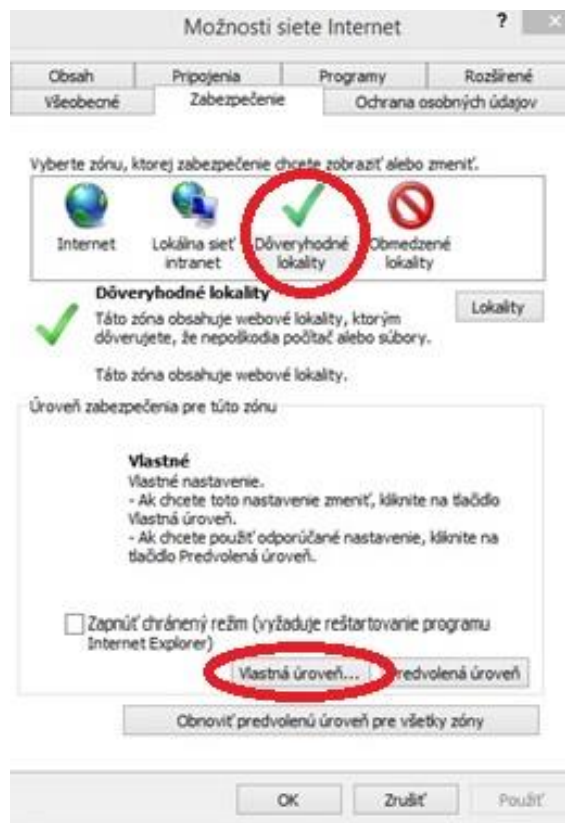 Možnosti siete Internet
?
Obsah
Pripojenia
Programy
Rozšírené
Všeobecné
Zabezpečenie
Ochrana osobných údajov
Vyberte zónu, ktorej zabezpečenie chcete zobraziť alebo zmeniť.
Internet
Lokálna sieť
intranet
Dôveryhodné
lokality
Obmedzené
lokality
Dôveryhodné lokality
Lokality
Táto zóna obsahuje webové lokality, ktorým
dôverujete, že nepoškodia počítač alebo súbory.
Táto zóna obsahuje webové lokality.
Úroveň zabezpečenia pre túto zónu
Vlastné
Vlastné nastavenie.
- Ak chcete toto nastavenie zmeniť, kliknite na tlačidlo
Vlastná úroveň.
- Ak chcete použiť odporúčané nastavenie, kliknite na
tlačidlo Predvolená úroveň.
Zapnúť chránený režim (vyžaduje reštartovanie programu
Internet Explorer)
Vlastná úroveň...
Predvolená úroveň
Obnoviť predvolenú úroveň pre všetky zóny
OK
Zrušiť
Použiť